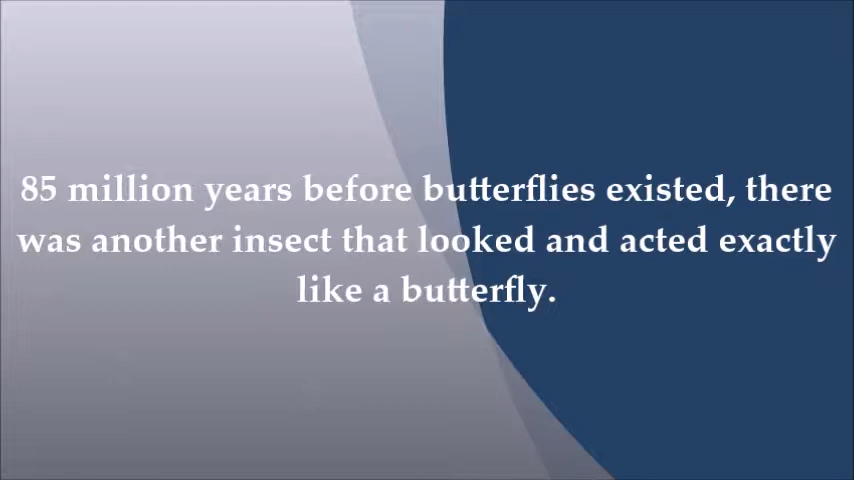 85 million years before butterflies existed, there
was another insect that looked and acted exactly
like a butterfly.